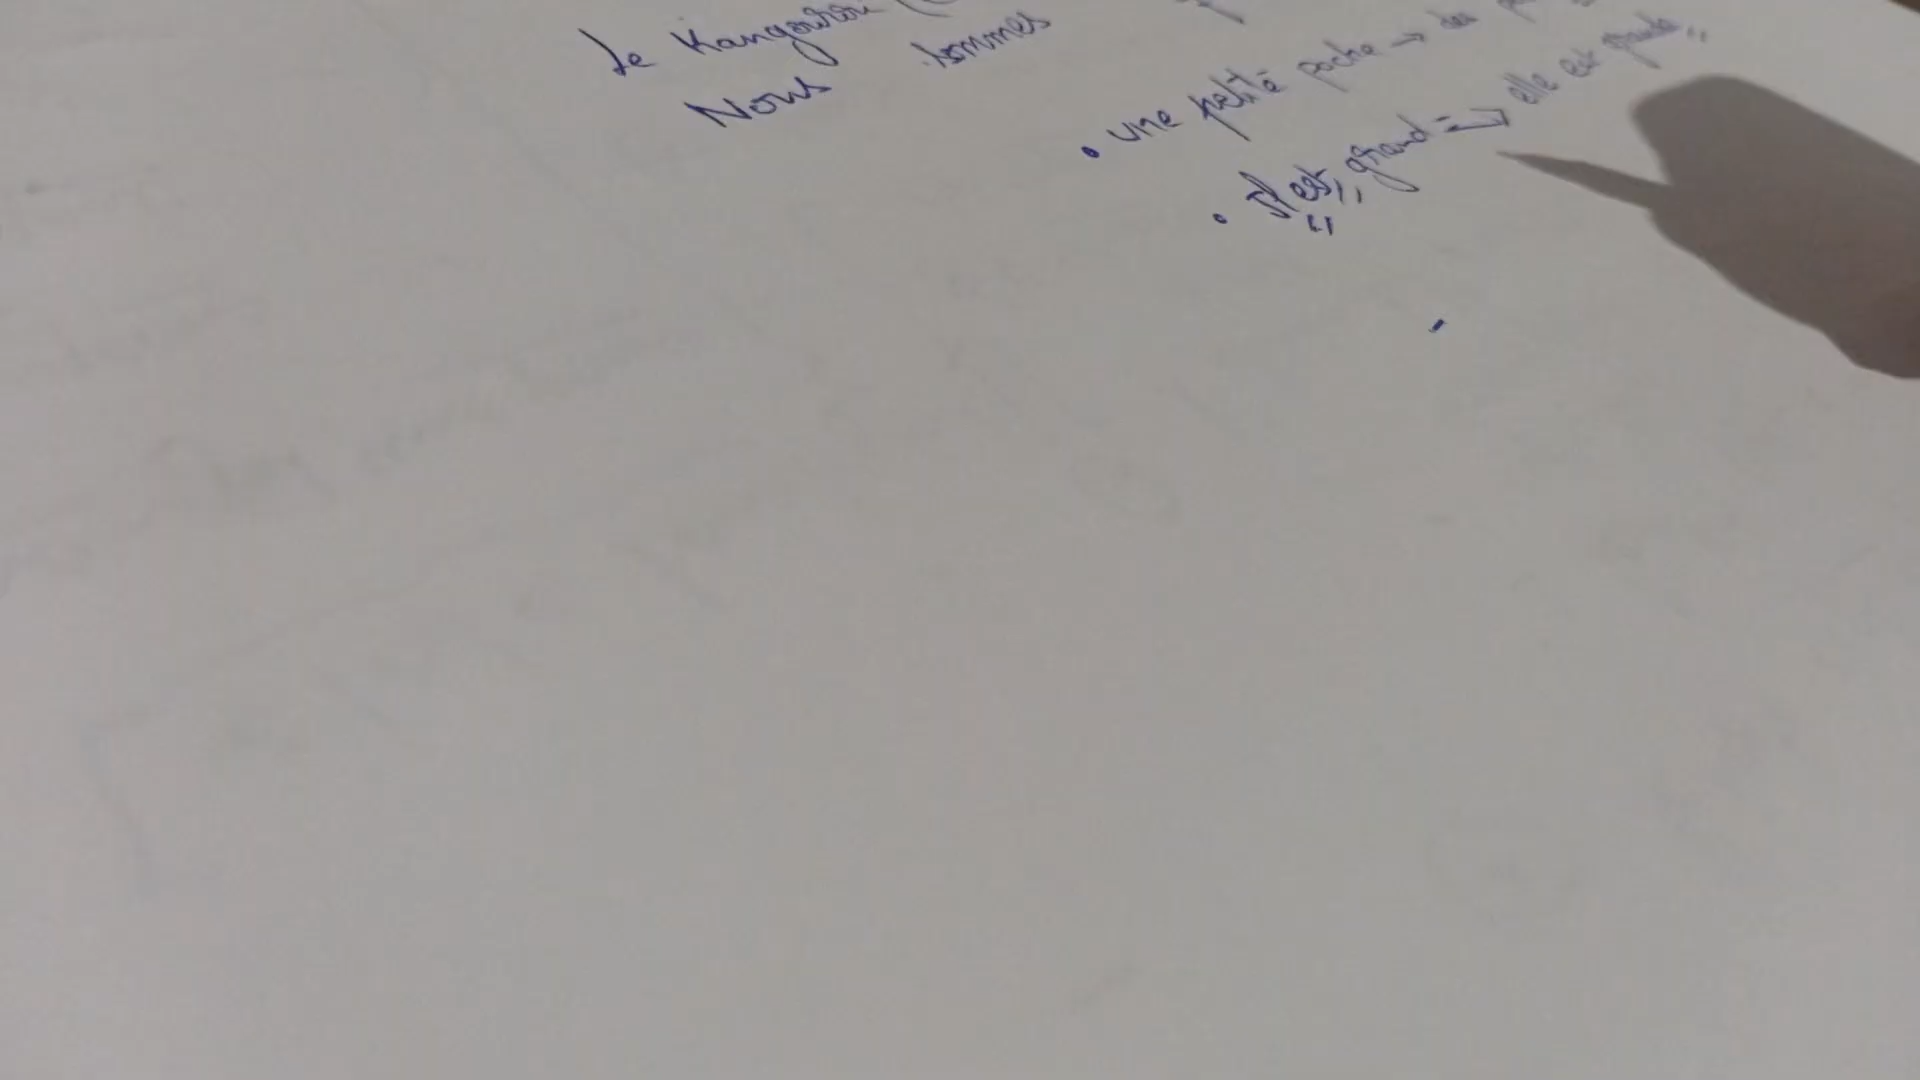 Le Kangourou
Nous sommes
• une petite poche → des
• Il est grand => elle est grande
-